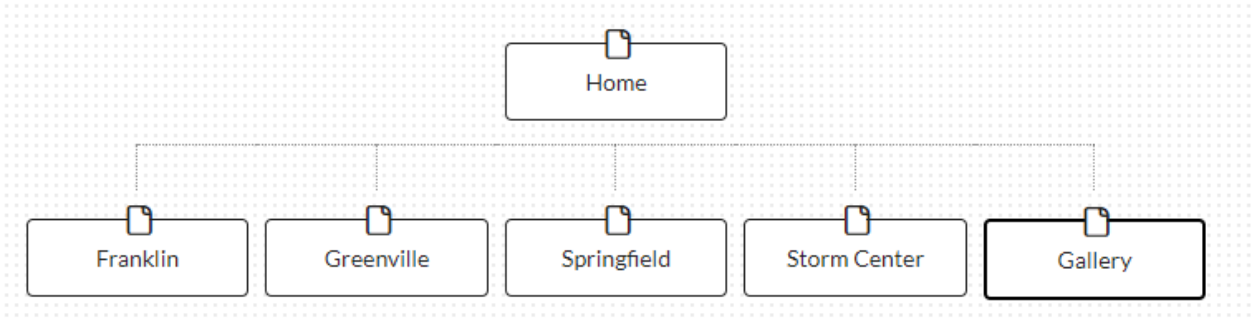 Home
Franklin
Greenville
Springfield
Storm Center
Gallery